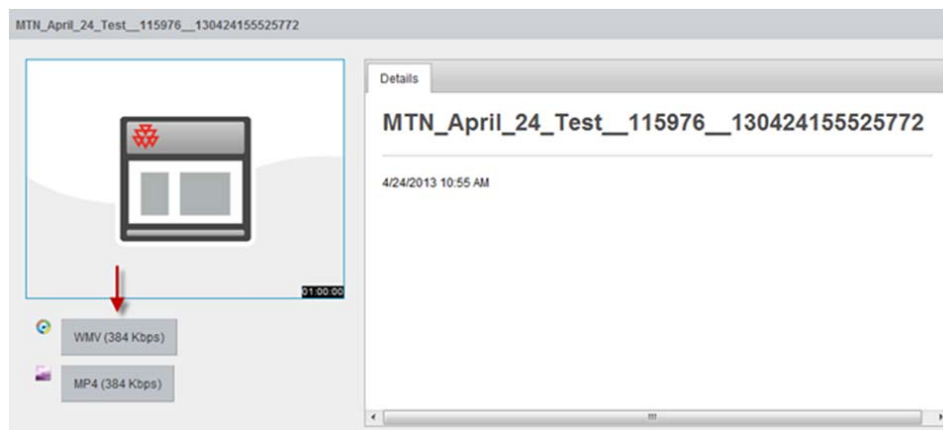 MTN_April_24_Test__115976__130424155525772
01:00:00
WMV (384 Kbps)
MP4 (384 Kbps)
Details
MTN_April_24_Test__115976__130424155525772
4/24/2013 10:55 AM